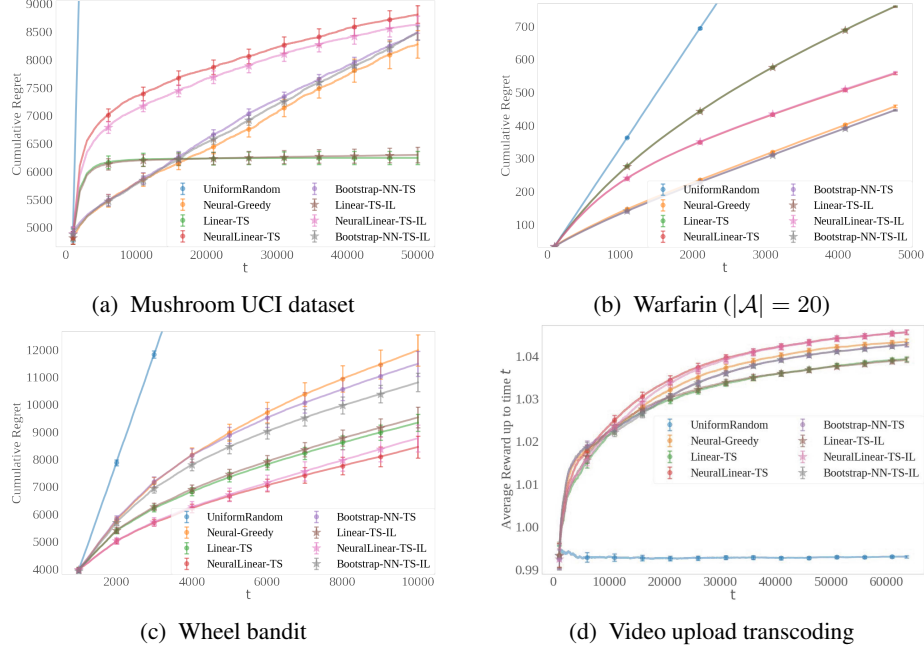 9000
8500
8000
7500
7000
6500
6000
5500
5000
Cumulative Regret
UniformRandom
Neural-Greedy
Linear-TS
NeuralLinear-TS
Bootstrap-NN-TS
Linear-TS-IL
NeuralLinear-TS-IL
Bootstrap-NN-TS-IL
0 10000 20000 30000 40000 50000
t
(a) Mushroom UCI dataset
700
600
500
400
300
200
100
Cumulative Regret
UniformRandom
Neural-Greedy
Linear-TS
NeuralLinear-TS
Bootstrap-NN-TS
Linear-TS-IL
NeuralLinear-TS-IL
Bootstrap-NN-TS-IL
0 1000 2000 3000 4000 5000
t
(b) Warfarin (|𝒜| = 20)
12000
11000
10000
9000
8000
7000
6000
5000
4000
Cumulative Regret
UniformRandom
Neural-Greedy
Linear-TS
NeuralLinear-TS
Bootstrap-NN-TS
Linear-TS-IL
NeuralLinear-TS-IL
Bootstrap-NN-TS-IL
2000 4000 6000 8000 10000
t
(c) Wheel bandit
1.04
1.03
1.02
1.01
1.00
0.99
Average Reward up to time t
UniformRandom
Neural-Greedy
Linear-TS
NeuralLinear-TS
Bootstrap-NN-TS
Linear-TS-IL
NeuralLinear-TS-IL
Bootstrap-NN-TS-IL
0 10000 20000 30000 40000 50000 60000
t
(d) Video upload transcoding